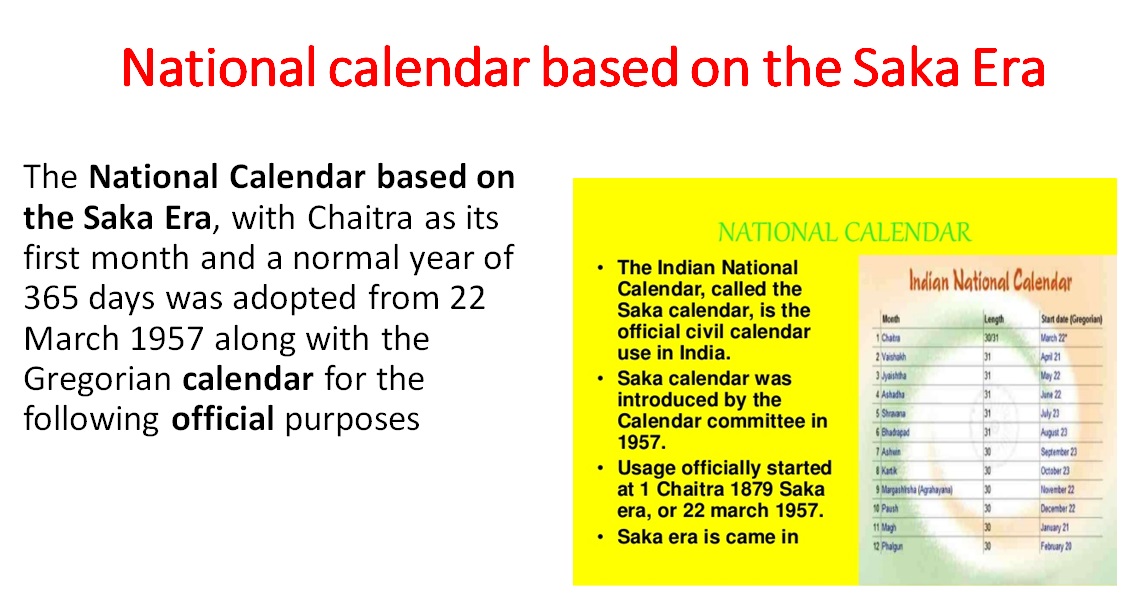 National calendar based on the Saka Era
The National Calendar based on
the Saka Era, with Chaitra as its
first month and a normal year of
365 days was adopted from 22
March 1957 along with the
Gregorian calendar for the
following official purposes
NATIONAL CALENDAR
• The Indian National
Calendar, called the
Saka calendar, is the
official civil calendar
use in India.
• Saka calendar was
introduced by the
Calendar committee in
1957.
• Usage officially started
at 1 Chaitra 1879 Saka
era, or 22 march 1957.
• Saka era is came in
Indian National Calendar
Month Length Start date (Gregorian)
1 Chaitra 30/31 March 22*
2 Vaishakh 31 April 21
3 Jyaishtha 31 May 22
4 Ashadha 31 June 22
5 Shravana 31 July 23
6 Bhadrapad 31 August 23
7 Ashwin 30 September 23
8 Kartik 30 October 23
9 Margashirsha (Agrahayana) 30 November 22
10 Paush 30 December 22
11 Magh 30 January 21
12 Phalgun 30 February 20